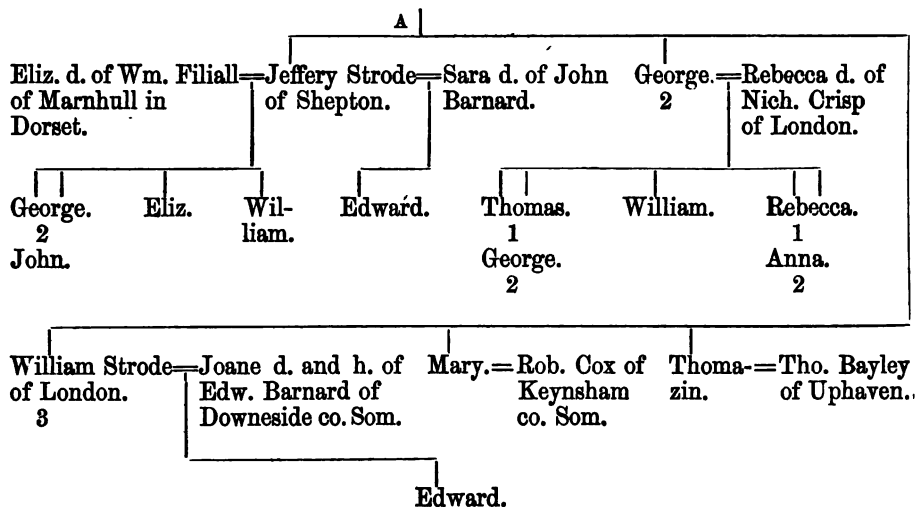 A
Eliz. d. of Wm. Filiall=Jeffery Strode=Sara d. of John George.=Rebecca d. of
of Marnhull in of Shepton. Barnard. 2 Nich. Crisp
Dorset. of London.
George. Eliz. Wil- Edward. Thomas. William. Rebecca.
2 liam. 1 1
John. George. Anna.
2 2
William Strode=Joane d. and h. of Mary.=Rob. Cox of Thoma-=Tho. Bayley
of London. Edw. Barnard of Keynsham zin. of Uphaven.
3 Downeside co. Som. co. Som.
Edward.